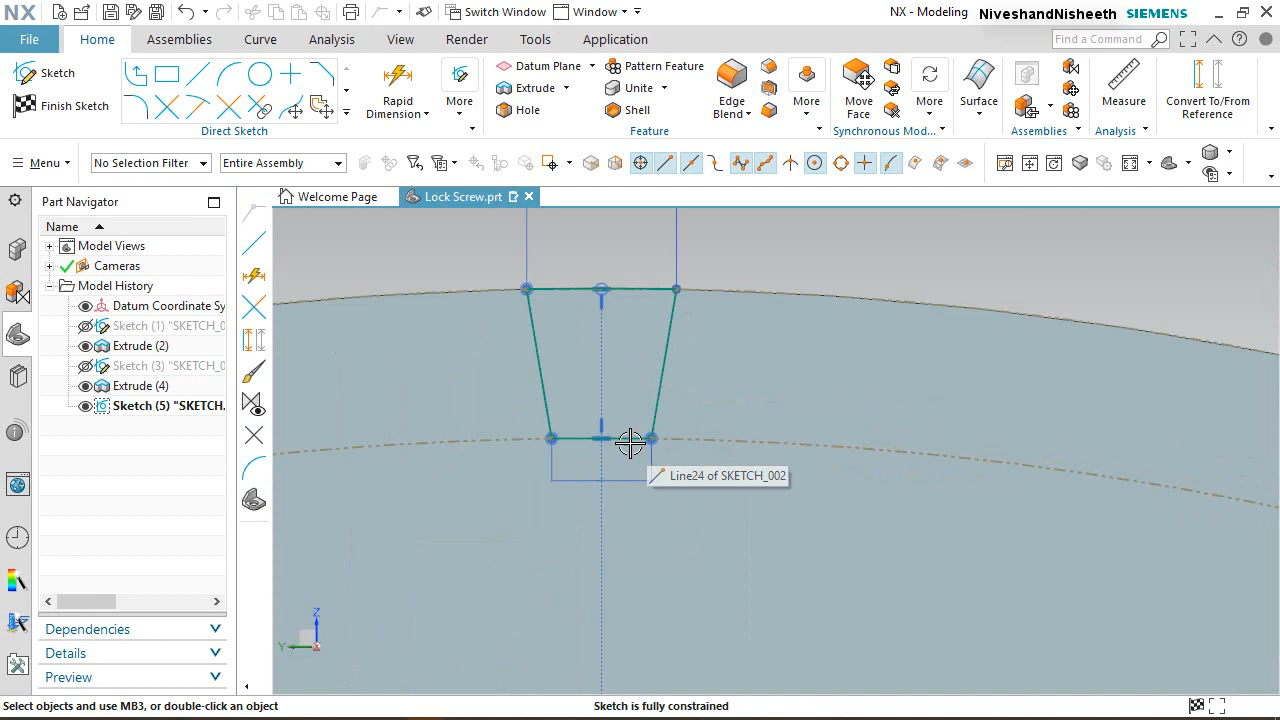 NX
Switch Window
Window
NX - Modeling
NiveshandNisheeth
SIEMENS
File
Home
Assemblies
Curve
Analysis
View
Render
Tools
Application
Find a Command
Sketch
Finish Sketch
Direct Sketch
Rapid
Dimension
More
Datum Plane
Extrude
Hole
Pattern Feature
Unite
Shell
Edge
Blend
More
Feature
Move
Face
More
Synchronous Mod...
Surface
Assemblies
Measure
Analysis
Convert To/From
Reference
Menu
No Selection Filter
Entire Assembly
Part Navigator
Welcome Page
Lock Screw.prt
Name
Model Views
Cameras
Model History
Datum Coordinate Sy
Sketch (1) "SKETCH_0
Extrude (2)
Sketch (3) "SKETCH_0
Extrude (4)
Sketch (5) "SKETCH.
Line24 of SKETCH_002
Z
Y
X
Dependencies
Details
Preview
Select objects and use MB3, or double-click an object
Sketch is fully constrained